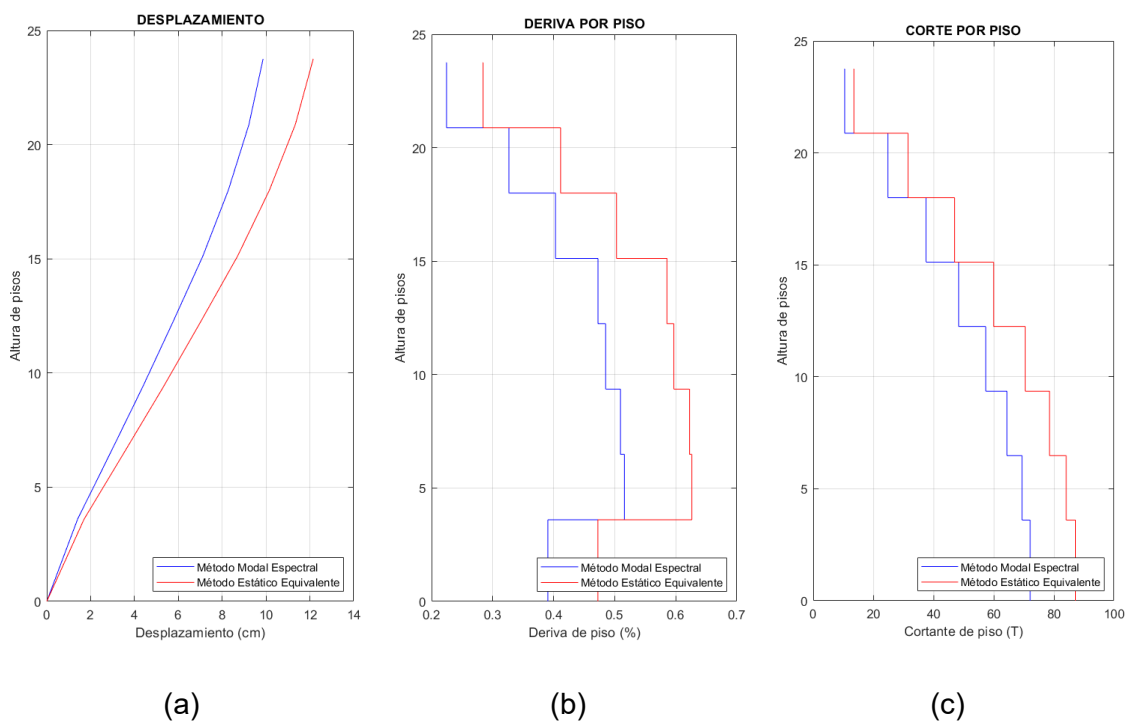 DESPLAZAMIENTO
25
20
15
10
5
0
Altura de pisos
0 2 4 6 8 10 12 14
Desplazamiento (cm)
Método Modal Espectral
Método Estático Equivalente
(a)
DERIVA POR PISO
25
20
15
10
5
0
Altura de pisos
0.2 0.3 0.4 0.5 0.6 0.7
Deriva de piso (%)
Método Modal Espectral
Método Estático Equivalente
(b)
CORTE POR PISO
25
20
15
10
5
0
Altura de pisos
0 20 40 60 80 100
Cortante de piso (T)
Método Modal Espectral
Método Estático Equivalente
(c)